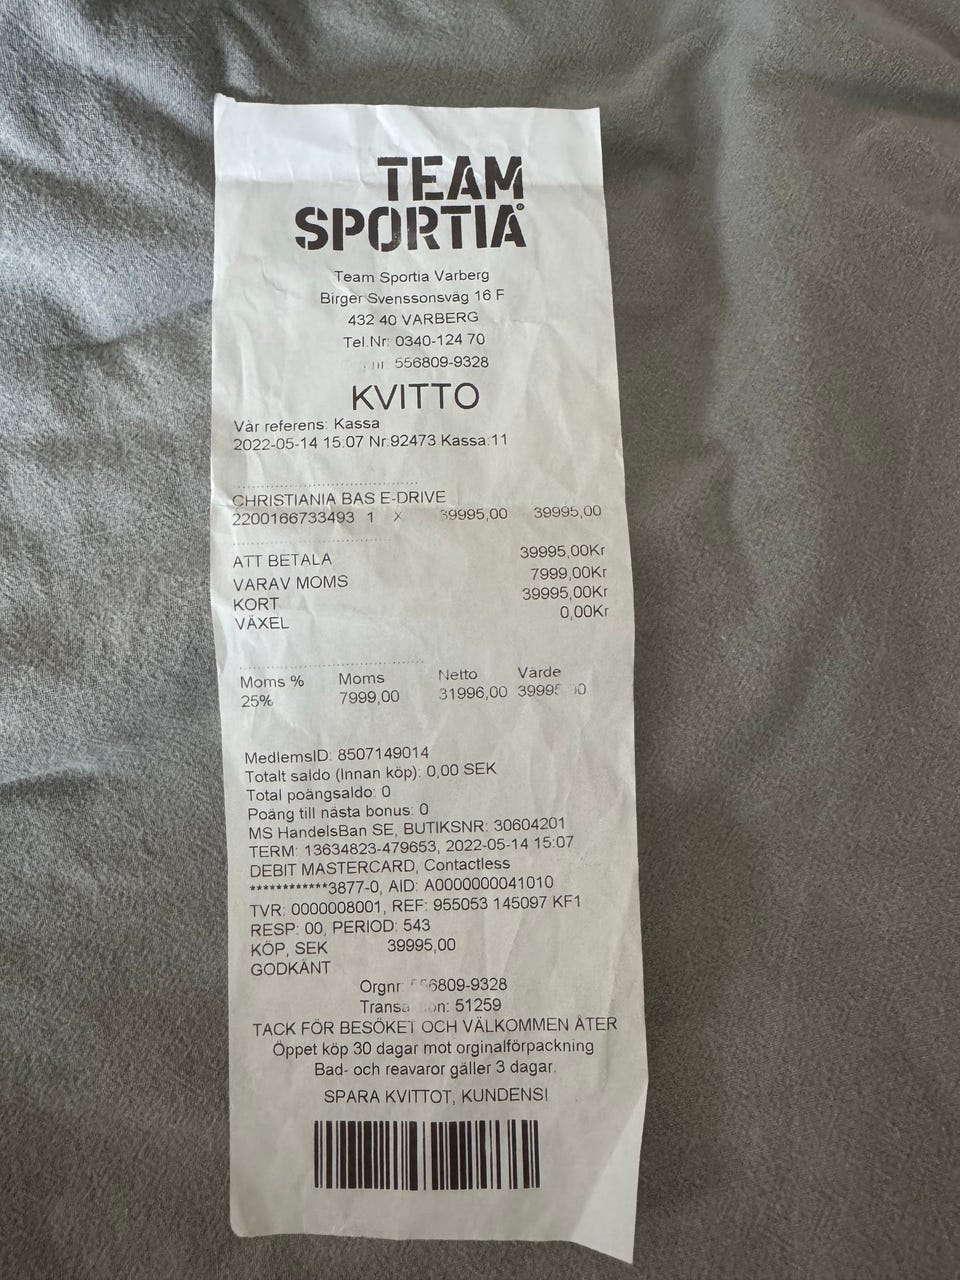 TEAM
SPORTIA®
Team Sportia Varberg
Birger Svenssonsväg 16 F
432 40 VARBERG
Tel.Nr: 0340-124 70
556809-9328
KVITTO
Vår referens: Kassa
2022-05-14 15:07 Nr:92473 Kassa:11
CHRISTIANIA BAS E-DRIVE
2200166733493 1 X 39995,00 39995,00
ATT BETALA 39995,00Kr
VARAV MOMS 7999,00Kr
KORT 39995,00Kr
VÄXEL 0,00Kr
Moms % Moms Netto Värde
25% 7999,00 31996,00
MedlemsID: 8507149014
Totalt saldo (Innan köp): 0,00 SEK
Total poängsaldo: 0
Poäng till nästa bonus: 0
MS HandelsBan SE, BUTIKSNR: 30604201
TERM: 13634823-479653, 2022-05-14 15:07
DEBIT MASTERCARD, Contactless
************3877-0, AID: A0000000041010
TVR: 0000008001, REF: 955053 145097 KF1
RESP: 00, PERIOD: 543
KÖP, SEK 39995,00
GODKÄNT
Orgnr: 556809-9328
51259
TACK FÖR BESÖKET OCH VÄLKOMMEN ÅTER
Öppet köp 30 dagar mot orginalförpackning
Bad- och reavaror gäller 3 dagar.
SPARA KVITTOT, KUNDENS!